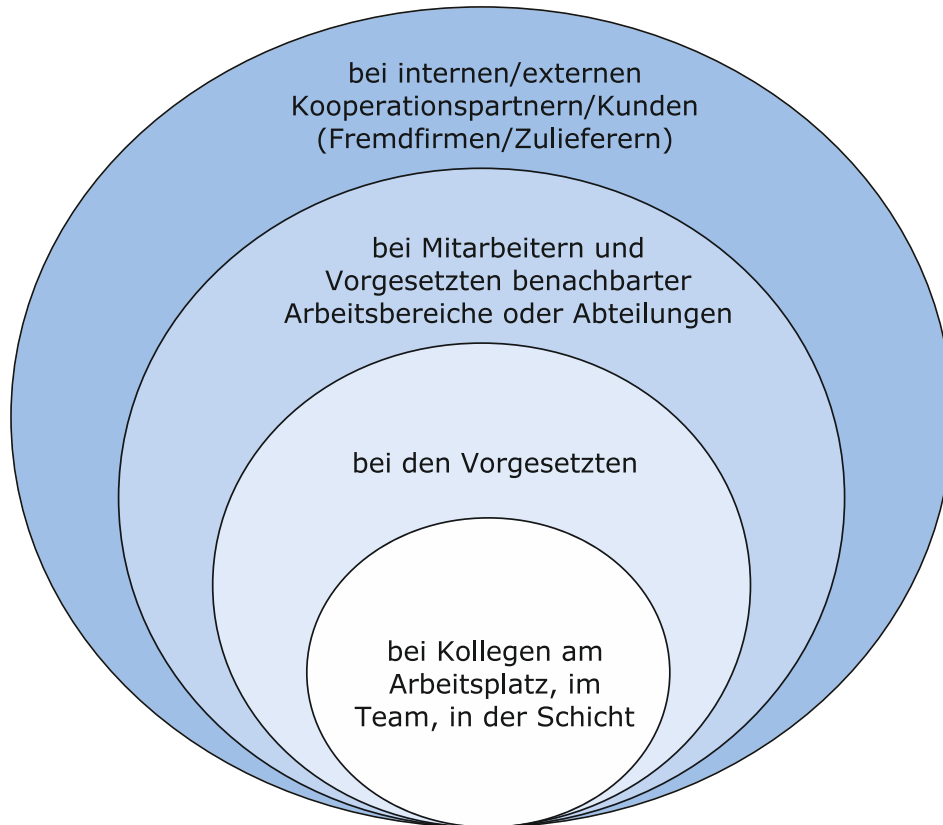 bei internen/externen
Kooperationspartnern/Kunden
(Fremdfirmen/Zulieferern)
bei Mitarbeitern und
Vorgesetzten benachbarter
Arbeitsbereiche oder Abteilungen
bei den Vorgesetzten
bei Kollegen am
Arbeitsplatz, im
Team, in der Schicht